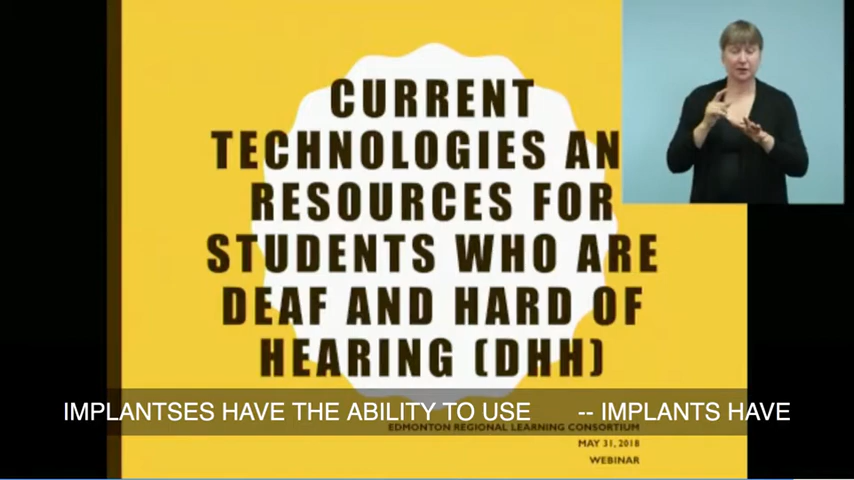 CURRENT
TECHNOLOGIES AN
RESOURCES FOR
STUDENTS WHO ARE
DEAF AND HARD OF
HEARING (DHH)
IMPLANTSES HAVE THE ABILITY TO USE -- IMPLANTS HAVE
EDMONTON REGIONAL LEARNING CONSORTIUM
MAY 31, 2018
WEBINAR